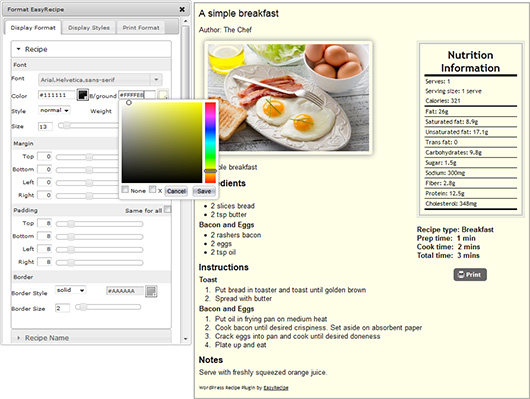 Format EasyRecipe
Display Format
Display Styles
Print Format
Recipe
Font
Font
Arial,Helvetica,sans-serif
Color #111111 B/ground #FFFFE8
Style normal Weight
Size 13
Margin
Top 0
Bottom 0
Left 0
Right 0
None X Cancel Save
Padding Same for all
Top 8
Bottom 8
Left 8
Right 8
Border
Border Style solid #AAAAAA
Border Size 2
Recipe Name
A simple breakfast
Author: The Chef
ple breakfast
edients
2 slices bread
2 tsp butter
Bacon and Eggs
2 rashers bacon
2 eggs
2 tsp oil
Instructions
Toast
1. Put bread in toaster and toast until golden brown
2. Spread with butter
Bacon and Eggs
1. Put oil in frying pan on medium heat
2. Cook bacon until desired crispiness. Set aside on absorbent paper
3. Crack eggs into pan and cook until desired doneness
4. Plate up and eat
Notes
Serve with freshly squeezed orange juice.
WordPress Recipe Plugin by EasyRecipe
Nutrition
Information
Serves: 1
Serving size: 1 serve
Calories: 321
Fat: 26g
Saturated fat: 8.9g
Unsaturated fat: 17.1g
Trans fat: 0
Carbohydrates: 9.8g
Sugar: 1.5g
Sodium: 300mg
Fiber: 2.8g
Protein: 12.5g
Cholesterol: 348mg
Recipe type: Breakfast
Prep time: 1 min
Cook time: 2 mins
Total time: 3 mins
Print